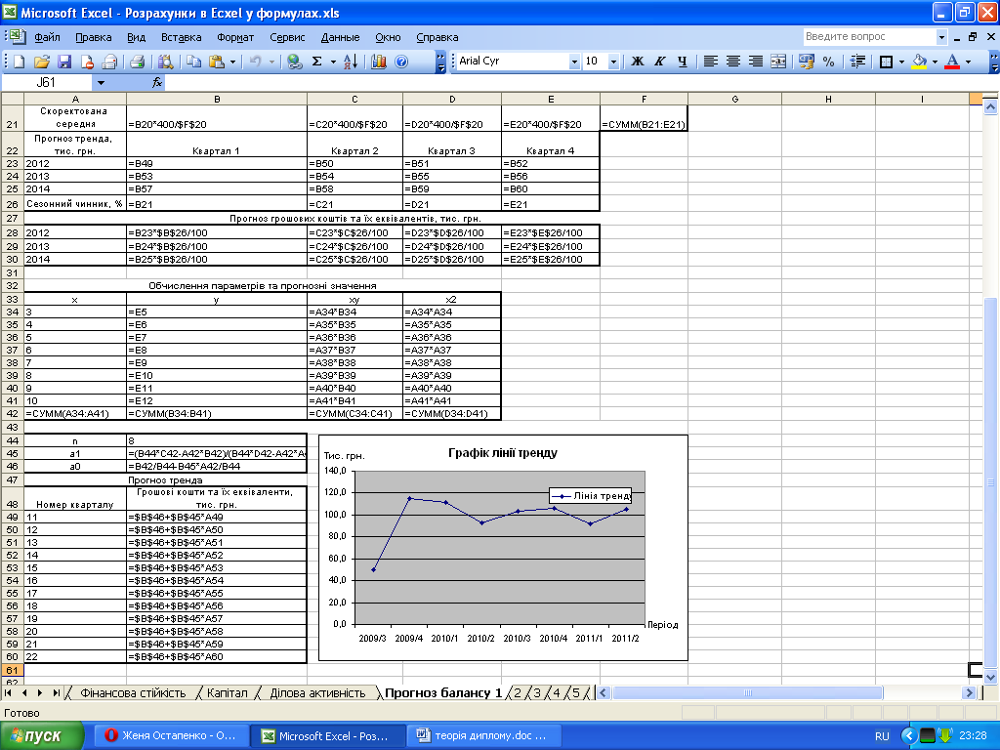 Microsoft Excel - Розрахунки в Ecxel у формулах.xls
Файл Правка Вид Вставка Формат Сервис Данные Окно Справка Введите вопрос
Arial Cyr 10 Ж К Ч
J61 fx
A B C D E F G H I
21 Скоректована середня =B20*400/$F$20 =C20*400/$F$20 =D20*400/$F$20 =E20*400/$F$20 =СУММ(B21:E21)
22 Прогноз тренда, тис. грн. Квартал 1 Квартал 2 Квартал 3 Квартал 4
23 2012 =B49 =B50 =B51 =B52
24 2013 =B53 =B54 =B55 =B56
25 2014 =B57 =B58 =B59 =B60
26 Сезонний чинник, % =B21 =C21 =D21 =E21
27 Прогноз грошових коштів та їх еквівалентів, тис. грн.
28 2012 =B23*$B$26/100 =C23*$C$26/100 =D23*$D$26/100 =E23*$E$26/100
29 2013 =B24*$B$26/100 =C24*$C$26/100 =D24*$D$26/100 =E24*$E$26/100
30 2014 =B25*$B$26/100 =C25*$C$26/100 =D25*$D$26/100 =E25*$E$26/100
31
32 Обчислення параметрів та прогнозні значення
33 x y xy x2
34 3 =E5 =A34*B34 =A34*A34
35 4 =E6 =A35*B35 =A35*A35
36 5 =E7 =A36*B36 =A36*A36
37 6 =E8 =A37*B37 =A37*A37
38 7 =E9 =A38*B38 =A38*A38
39 8 =E10 =A39*B39 =A39*A39
40 9 =E11 =A40*B40 =A40*A40
41 10 =E12 =A41*B41 =A41*A41
42 =СУММ(A34:A41) =СУММ(B34:B41) =СУММ(C34:C41) =СУММ(D34:D41)
43
44 n 8
45 a1 =(B44*C42-A42*B42)/(B44*D42-A42*A
46 a0 =B42/B44-B45*A42/B44
47 Прогноз тренда
48 Номер кварталу Грошові кошти та їх еквіваленти, тис. грн.
49 11 =$B$46+$B$45*A49
50 12 =$B$46+$B$45*A50
51 13 =$B$46+$B$45*A51
52 14 =$B$46+$B$45*A52
53 15 =$B$46+$B$45*A53
54 16 =$B$46+$B$45*A54
55 17 =$B$46+$B$45*A55
56 18 =$B$46+$B$45*A56
57 19 =$B$46+$B$45*A57
58 20 =$B$46+$B$45*A58
59 21 =$B$46+$B$45*A59
60 22 =$B$46+$B$45*A60
61
62
Тис. грн. Графік лінії тренду
140,0
120,0
100,0
80,0
60,0
40,0
20,0
0,0
Лінія тренду
Період
2009/3 2009/4 2010/1 2010/2 2010/3 2010/4 2011/1 2011/2
Фінансова стійкість Капітал Ділова активність Прогноз балансу 1 2 3 4 5
Готово
пуск Женя Остапенко - О... Microsoft Excel - Роз... теорія диплому.doc ... RU 23:28